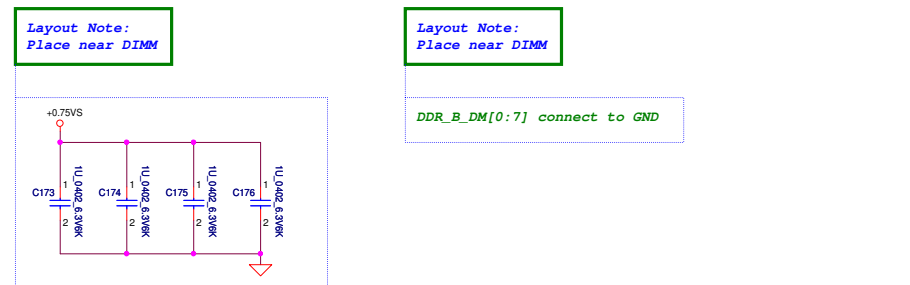 Layout Note:
Place near DIMM
Layout Note:
Place near DIMM
+0.75VS
DDR_B_DM[0:7] connect to GND
C173
1
2
1U_0402_6.3V6K
C174
1
2
1U_0402_6.3V6K
C175
1
2
1U_0402_6.3V6K
C176
1
2
1U_0402_6.3V6K